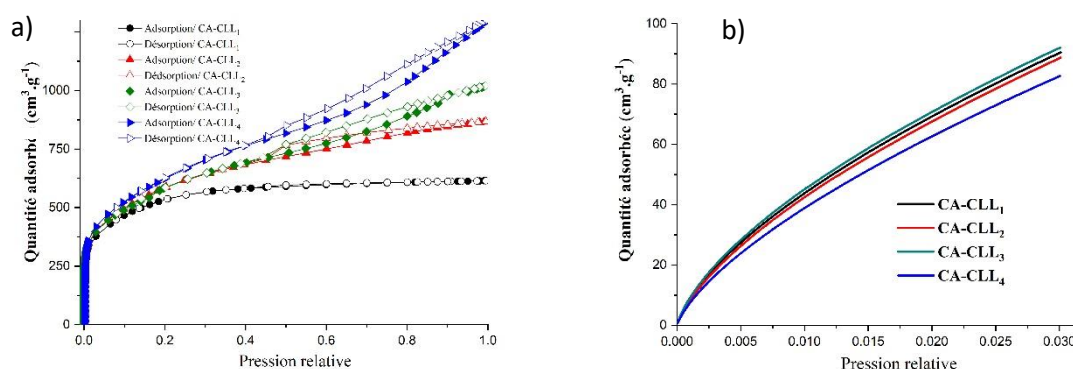 a)
Quantité adsorbée (cm³.g⁻¹)
1000
750
500
250
0
Adsorption/ CA-CLL₁
Désorption/ CA-CLL₁
Adsorption/ CA-CLL₂
Dédsorption/ CA-CLL₂
Adsorption/ CA-CLL₃
Adsorption/ CA-CLL₄
Désorption/ CA-CLL₄
0.0 0.2 0.4 0.6 0.8 1.0
Pression relative
b)
Quantité adsorbée (cm³.g⁻¹)
100
80
60
40
20
0
CA-CLL₁
CA-CLL₂
CA-CLL₃
CA-CLL₄
0.000 0.005 0.010 0.015 0.020 0.025 0.030
Pression relative